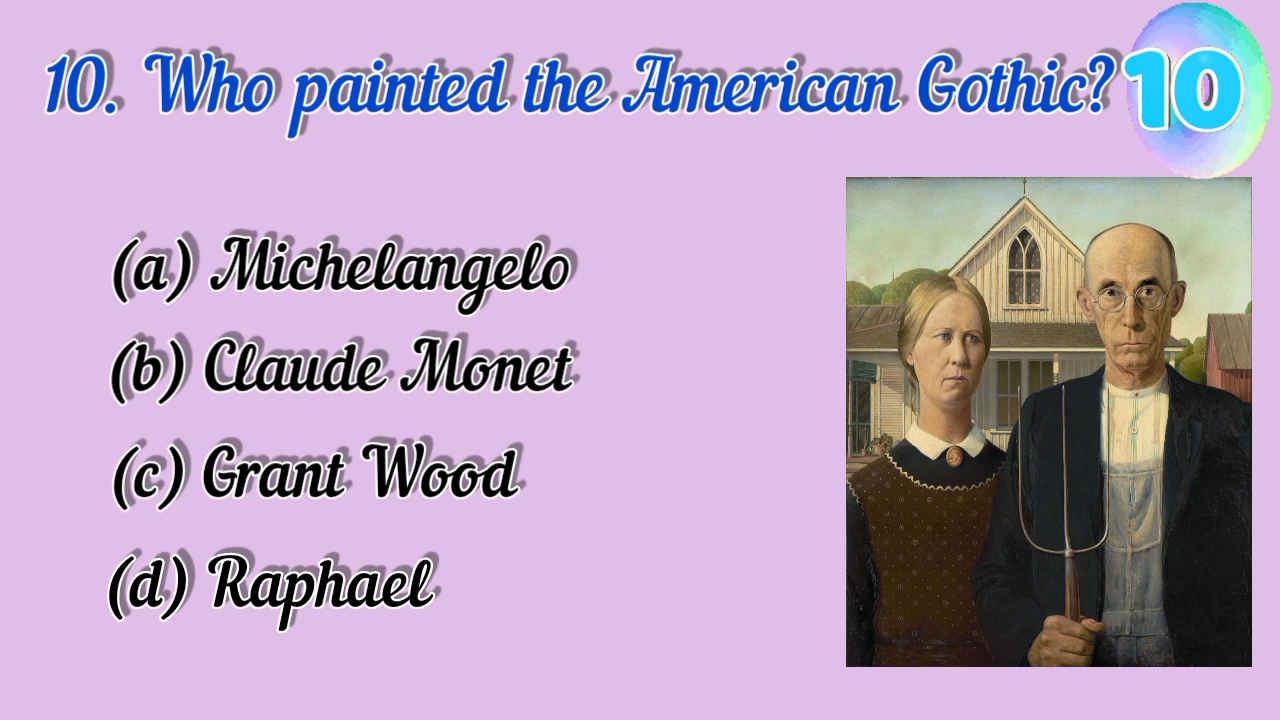 10. Who painted the American Gothic?
10
(a) Michelangelo
(b) Claude Monet
(c) Grant Wood
(d) Raphael